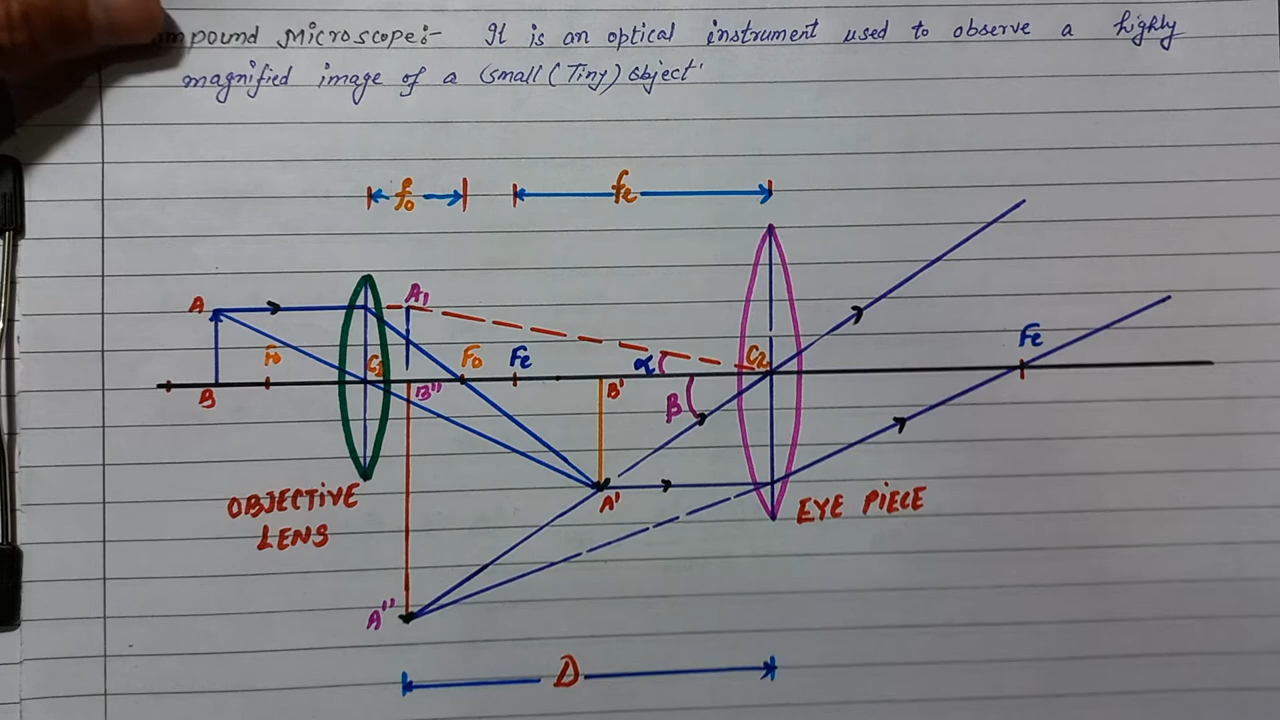 mpound Microscope:- It is an optical instrument used to observe a highly
magnified image of a small (Tiny) object
fo
fe
A
A1
Fo
C1
Fo
Fe
α
C2
Fe
B
B''
B'
β
OBJECTIVE
LENS
A'
EYE PIECE
A''
D